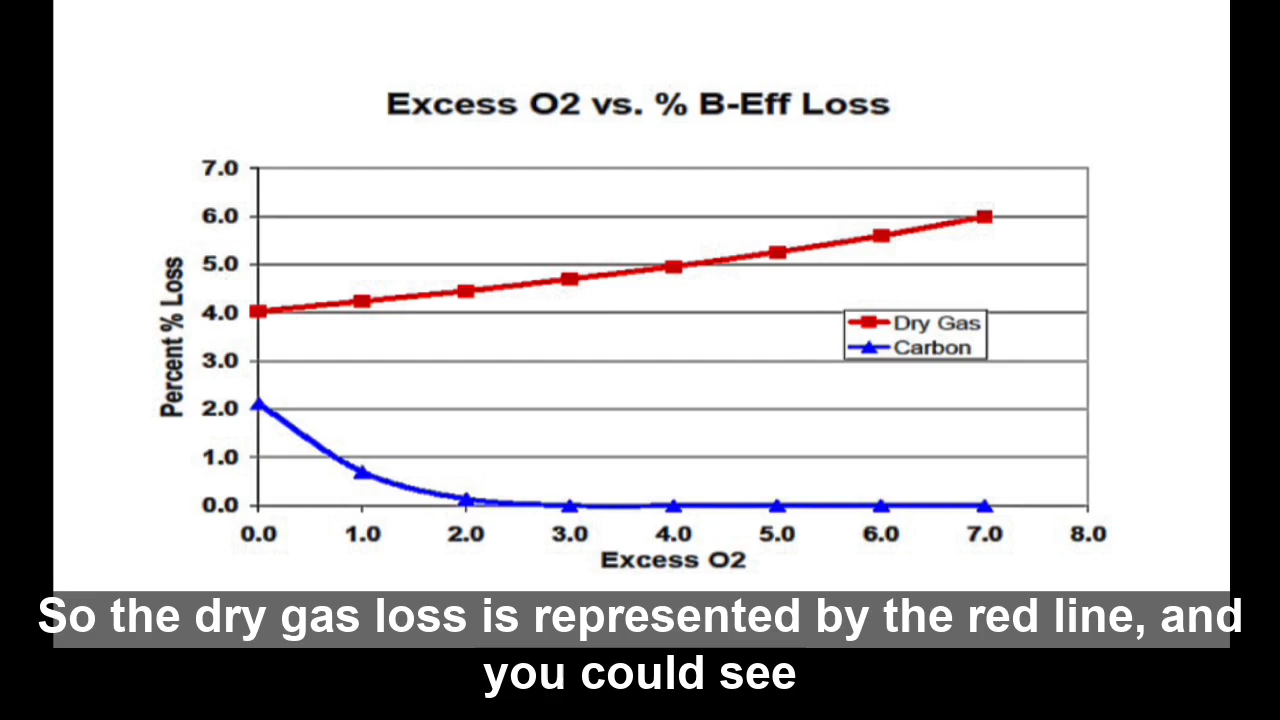 Excess O2 vs. % B-Eff Loss
7.0
6.0
5.0
4.0
3.0
2.0
1.0
0.0
Percent % Loss
Dry Gas
Carbon
0.0 1.0 2.0 3.0 4.0 5.0 6.0 7.0 8.0
Excess O2
So the dry gas loss is represented by the red line, and
you could see